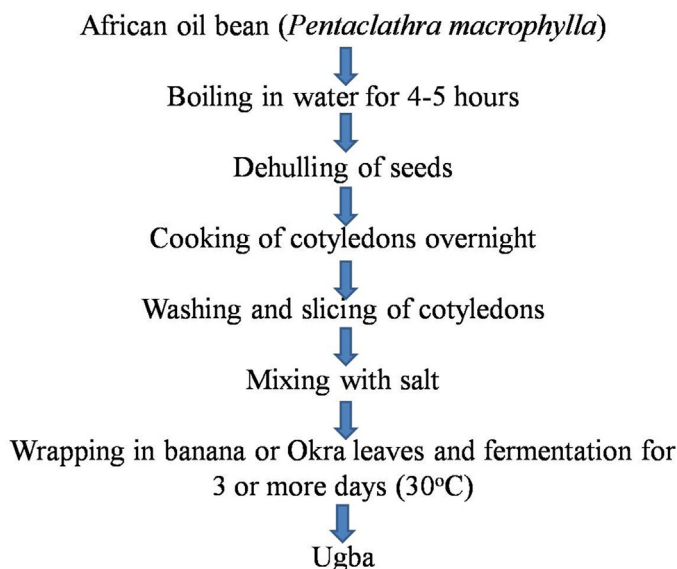 African oil bean (Pentaclathra macrophylla)
Boiling in water for 4-5 hours
Dehulling of seeds
Cooking of cotyledons overnight
Washing and slicing of cotyledons
Mixing with salt
Wrapping in banana or Okra leaves and fermentation for
3 or more days (30°C)
Ugba